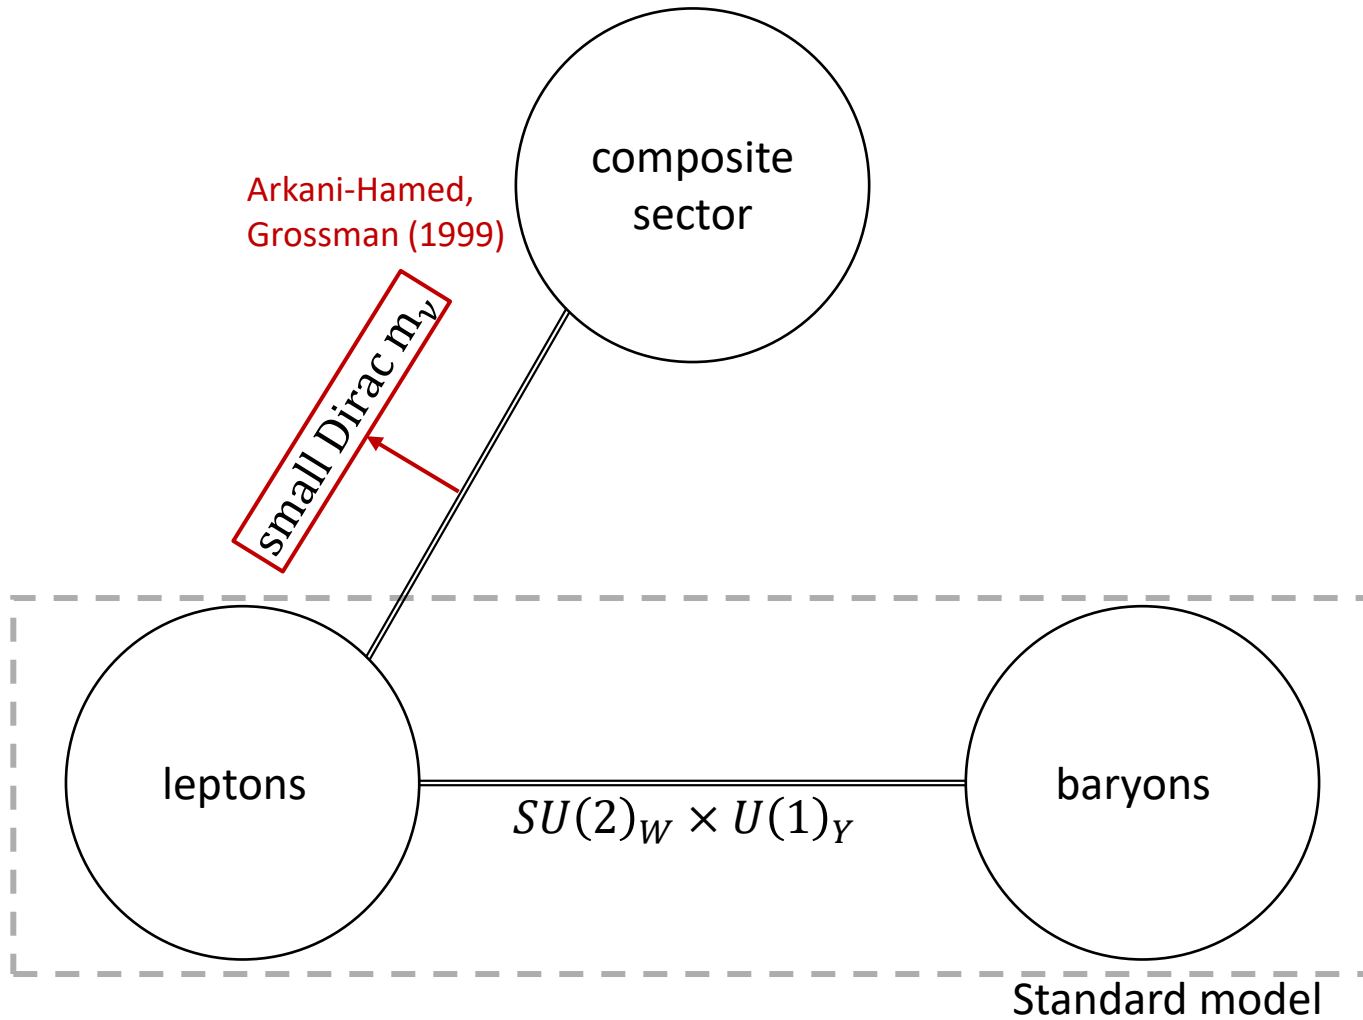 composite
sector
Arkani-Hamed,
Grossman (1999)
small Dirac m_ν
leptons
baryons
SU(2)_W × U(1)_Y
Standard model